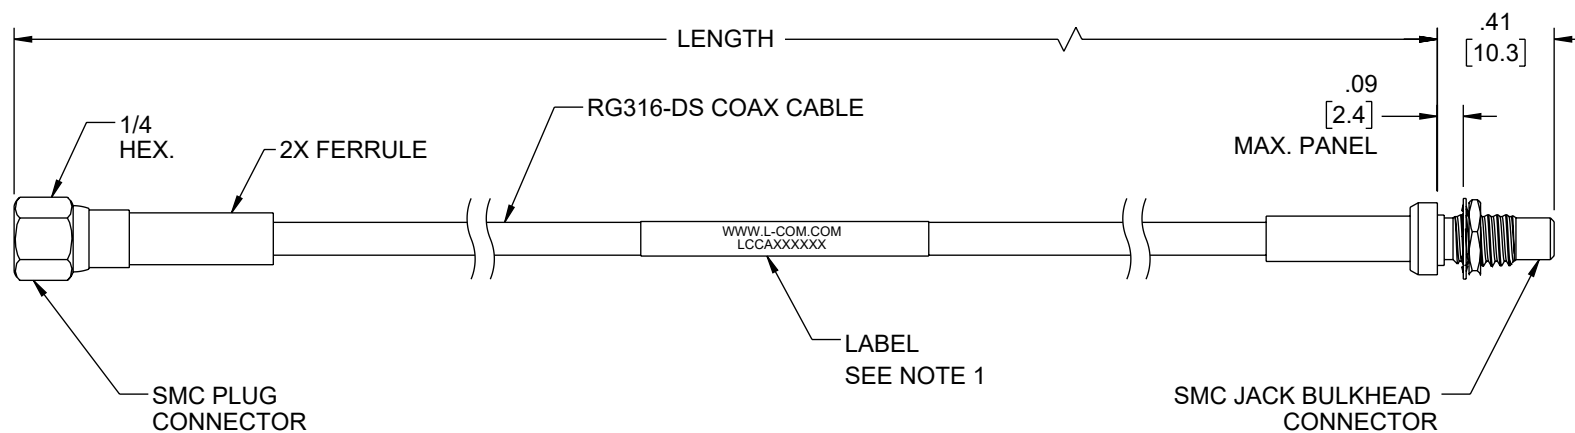 LENGTH
.41
[10.3]
.09
[2.4]
MAX. PANEL
RG316-DS COAX CABLE
1/4
HEX.
2X FERRULE
WWW.L-COM.COM
LCCAXXXXXX
LABEL
SEE NOTE 1
SMC PLUG
CONNECTOR
SMC JACK BULKHEAD
CONNECTOR